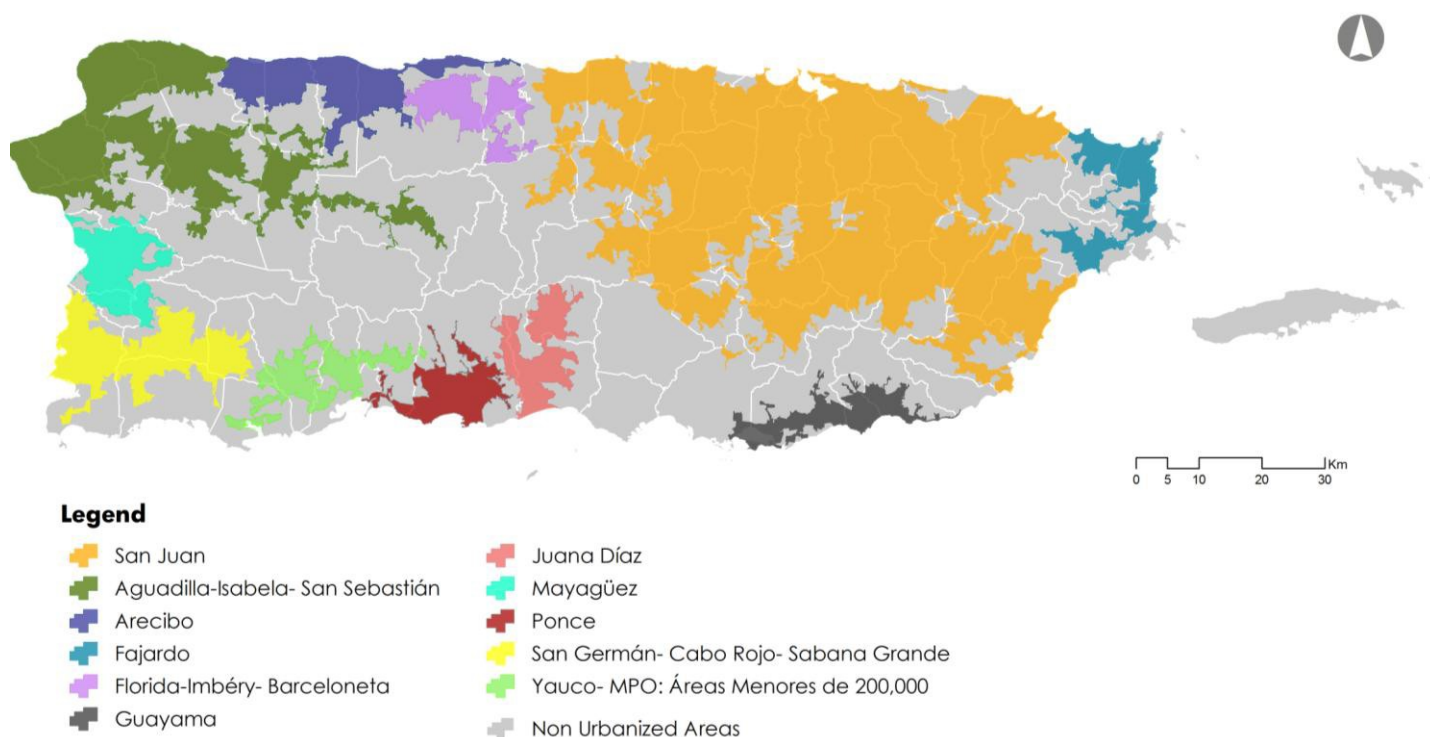 Km
0 5 10 20 30
Legend
San Juan
Aguadilla-Isabela- San Sebastián
Arecibo
Fajardo
Florida-Imbéry- Barceloneta
Guayama
Juana Díaz
Mayagüez
Ponce
San Germán- Cabo Rojo- Sabana Grande
Yauco- MPO: Áreas Menores de 200,000
Non Urbanized Areas